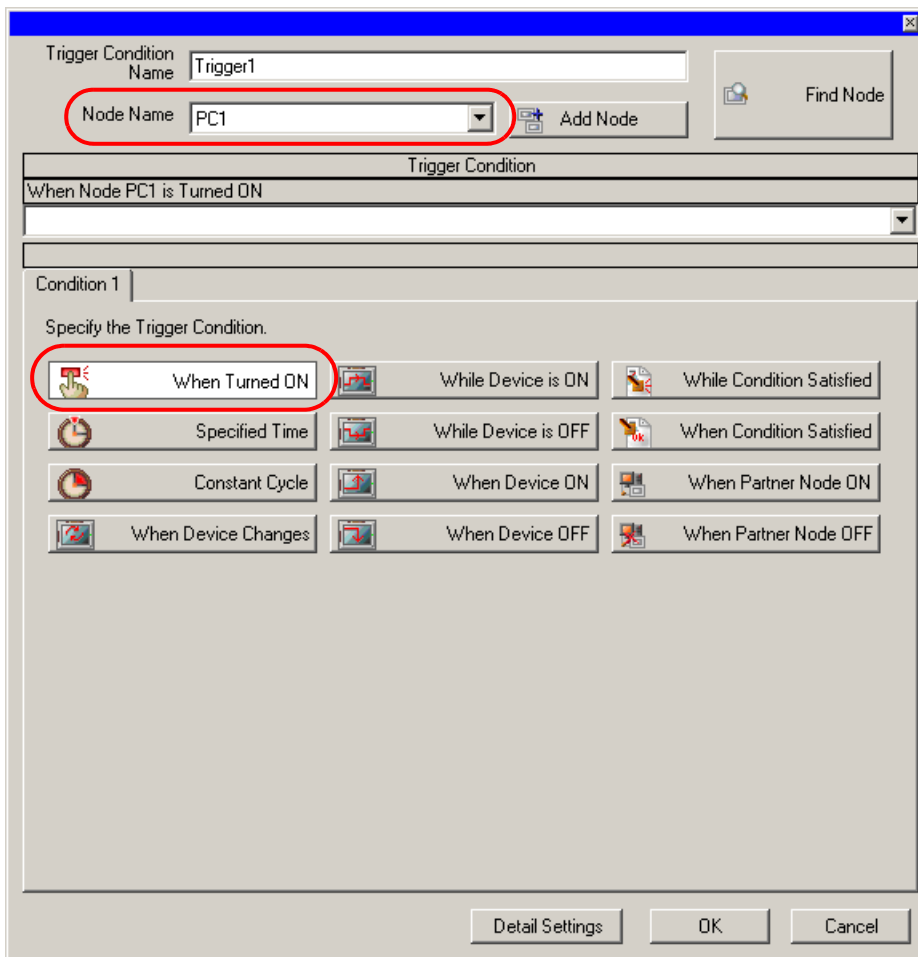 Trigger Condition
Name
Trigger1
Find Node
Node Name
PC1
Add Node
Trigger Condition
When Node PC1 is Turned ON
Condition 1
Specify the Trigger Condition.
When Turned ON
While Device is ON
While Condition Satisfied
Specified Time
While Device is OFF
When Condition Satisfied
Constant Cycle
When Device ON
When Partner Node ON
When Device Changes
When Device OFF
When Partner Node OFF
Detail Settings
OK
Cancel